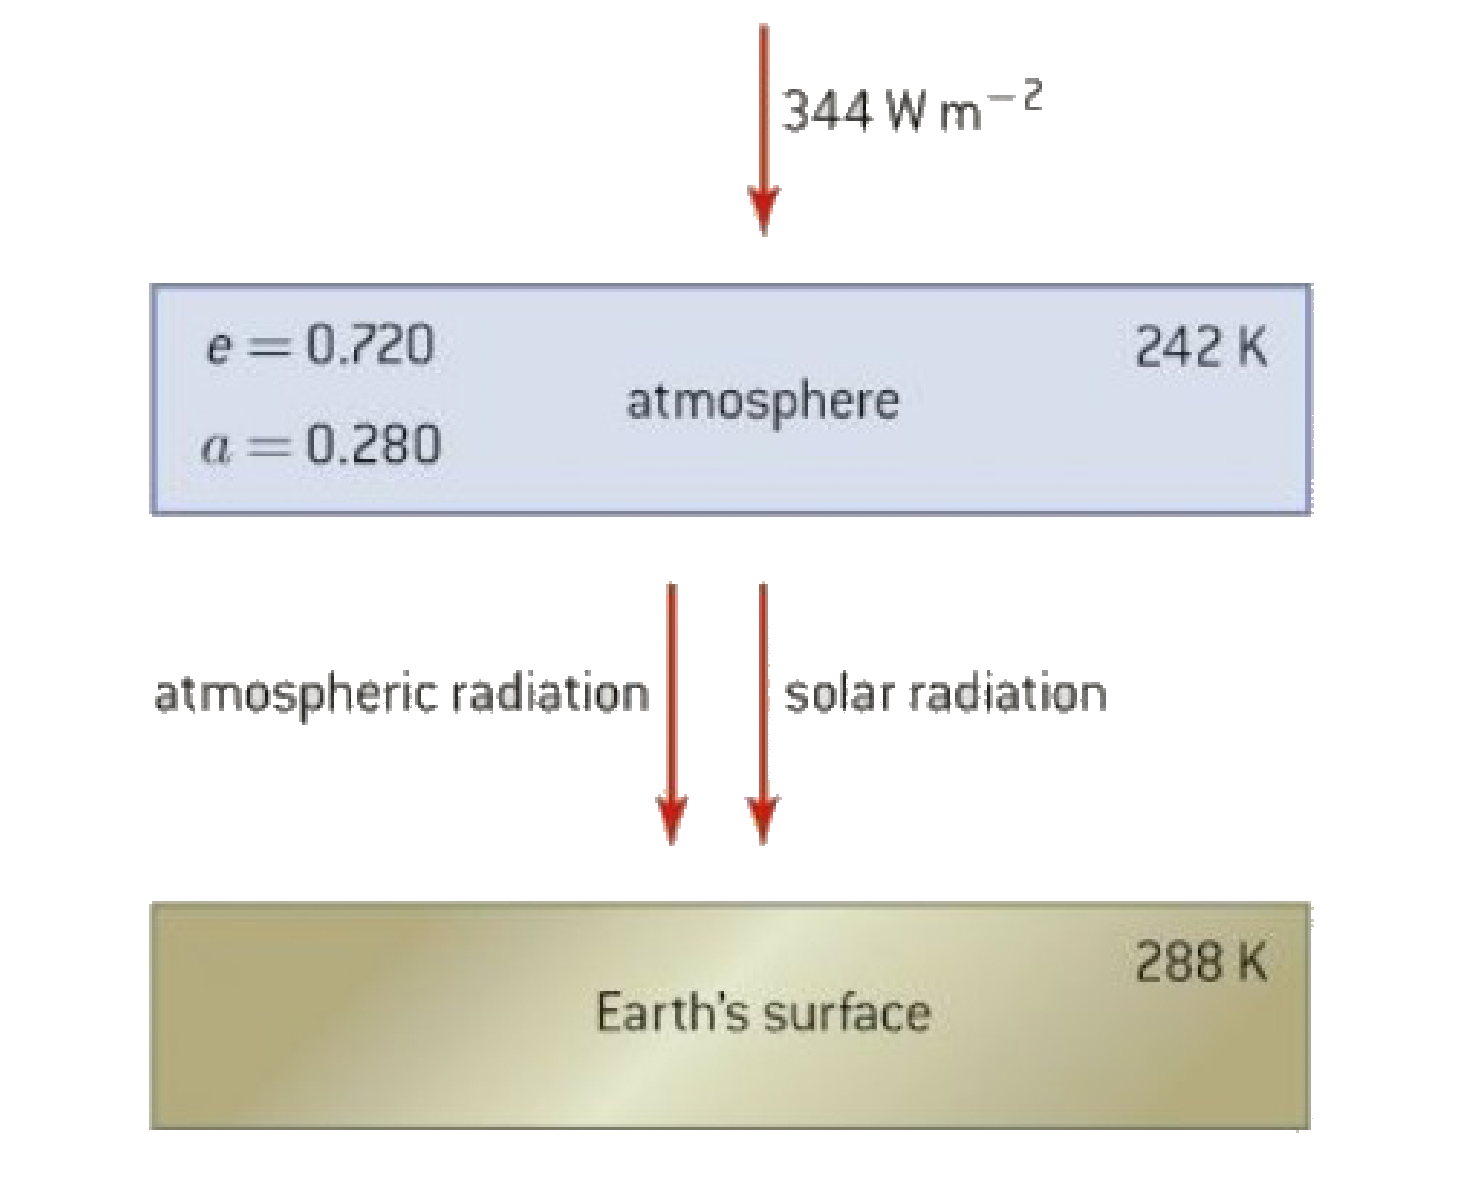 344 W m⁻²
e = 0.720
242 K
atmosphere
a = 0.280
atmospheric radiation
solar radiation
288 K
Earth's surface